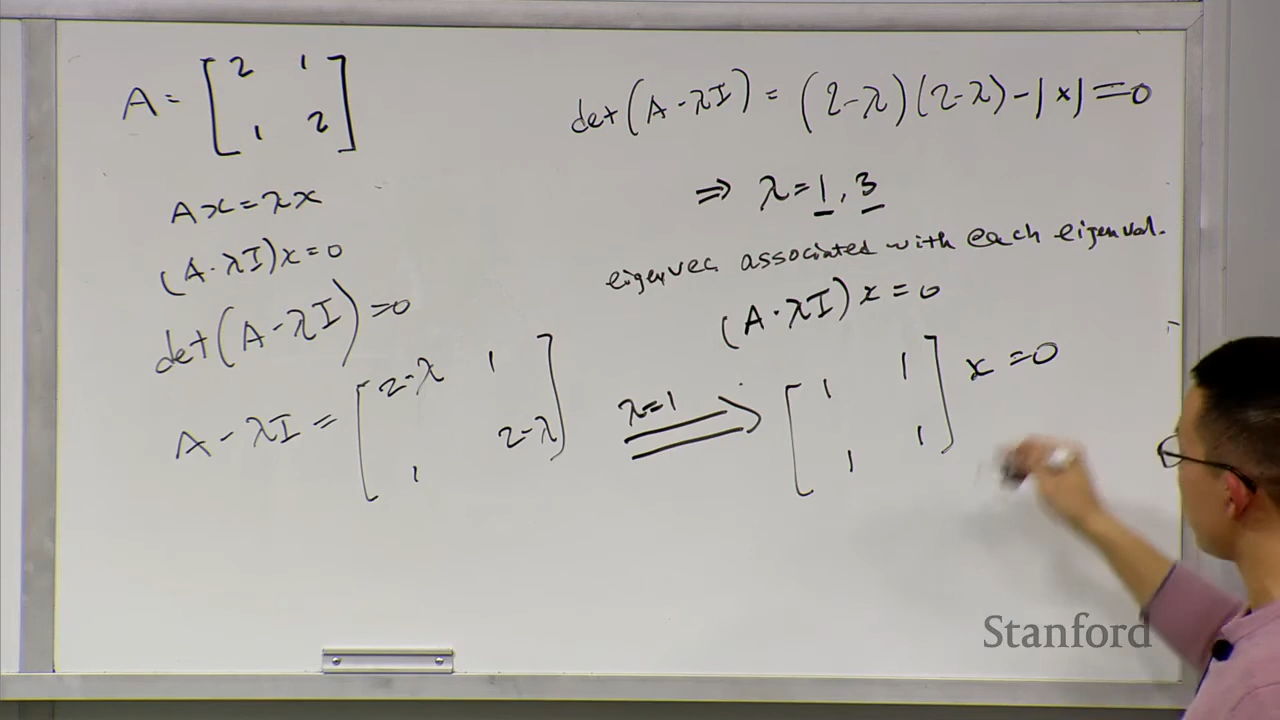 A = [ 2 1
1 2 ]
Ax = λx
(A - λI)x = 0
det(A - λI) = 0
A - λI = [ 2-λ 1
1 2-λ ]
det(A - λI) = (2-λ)(2-λ) - 1×1 = 0
⇒ λ = 1, 3
eigenvec associated with each eigenval.
(A - λI) x = 0
λ=1 ⇒ [ 1 1
1 1 ] x = 0
Stanford